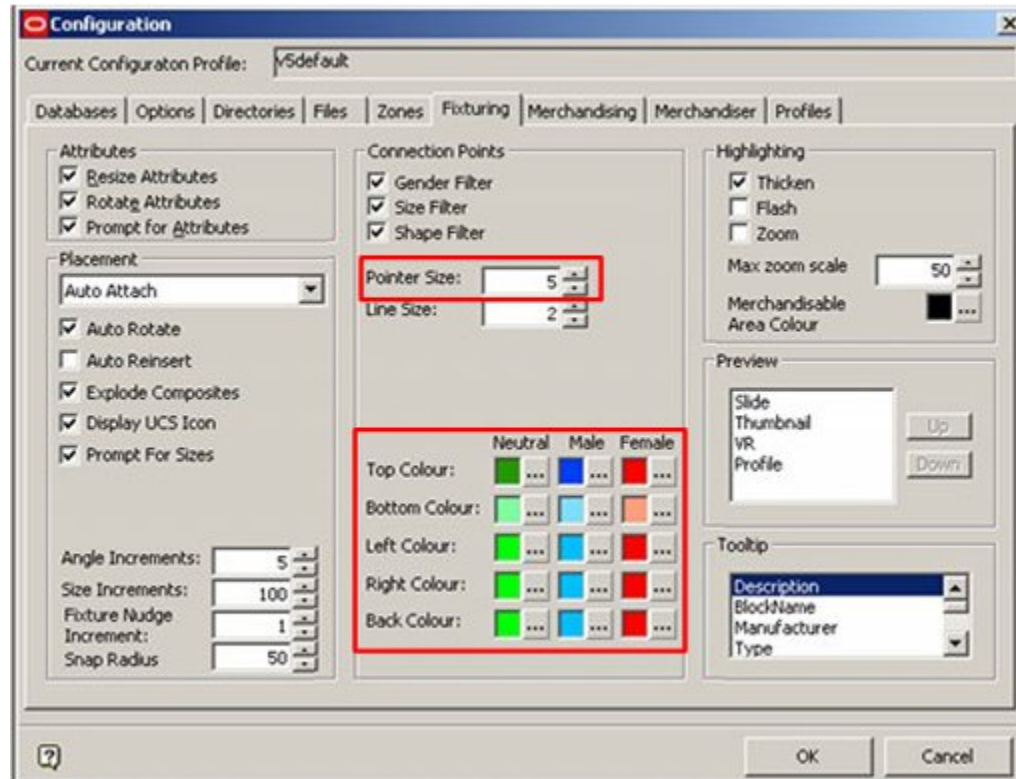 Configuration
Current Configuraton Profile: v5default
Databases Options Directories Files Zones Fixturing Merchandising Merchandiser Profiles
Attributes
Resize Attributes
Rotate Attributes
Prompt for Attributes
Placement
Auto Attach
Auto Rotate
Auto Reinsert
Explode Composites
Display UCS Icon
Prompt For Sizes
Angle Increments: 5
Size Increments: 100
Fixture Nudge
Increment: 1
Snap Radius 50
Connection Points
Gender Filter
Size Filter
Shape Filter
Pointer Size: 5
Line Size: 2
Neutral Male Female
Top Colour: ... ... ...
Bottom Colour: ... ... ...
Left Colour: ... ... ...
Right Colour: ... ... ...
Back Colour: ... ... ...
Highlighting
Thicken
Flash
Zoom
Max zoom scale 50
Merchandisable
Area Colour ...
Preview
Slide
Thumbnail
VR
Profile
Up
Down
Tooltip
Description
BlockName
Manufacturer
Type
?
OK Cancel